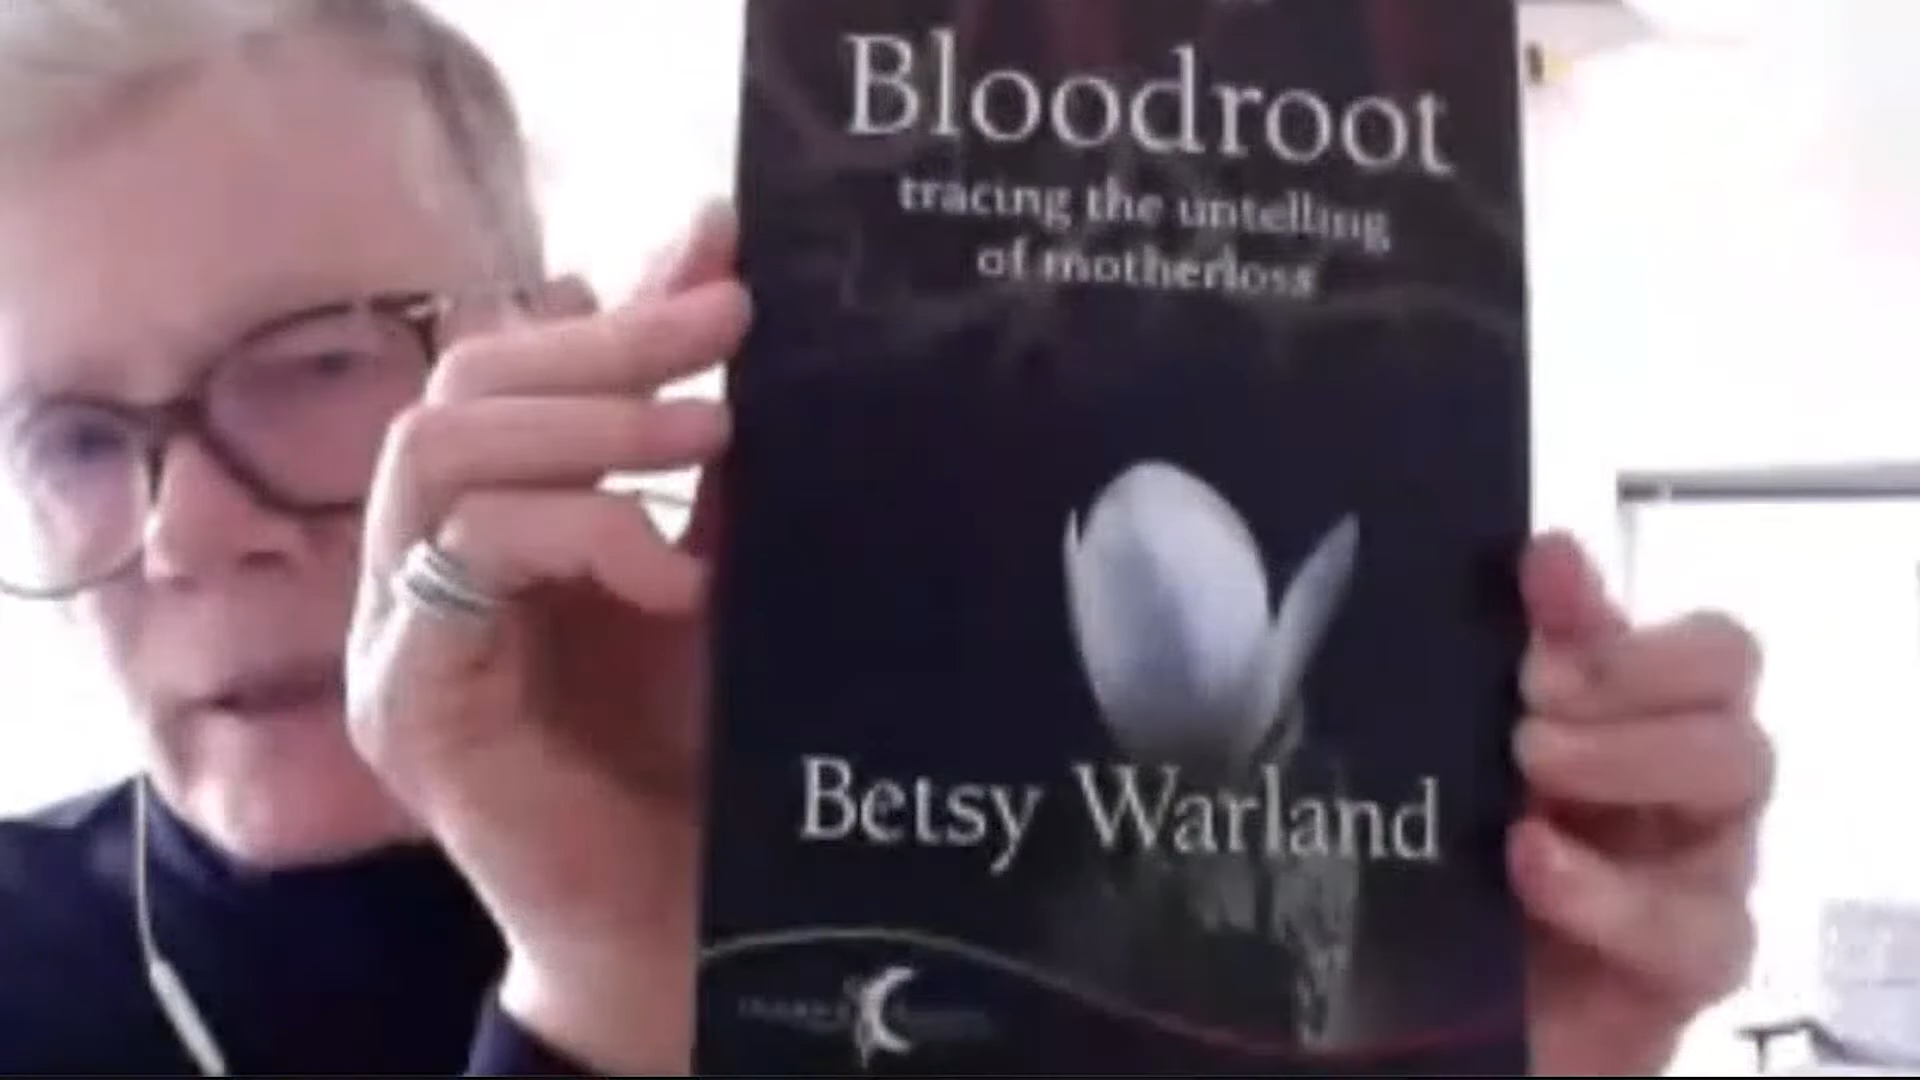 Bloodroot
tracing the untelling
of motherloss
Betsy Warland